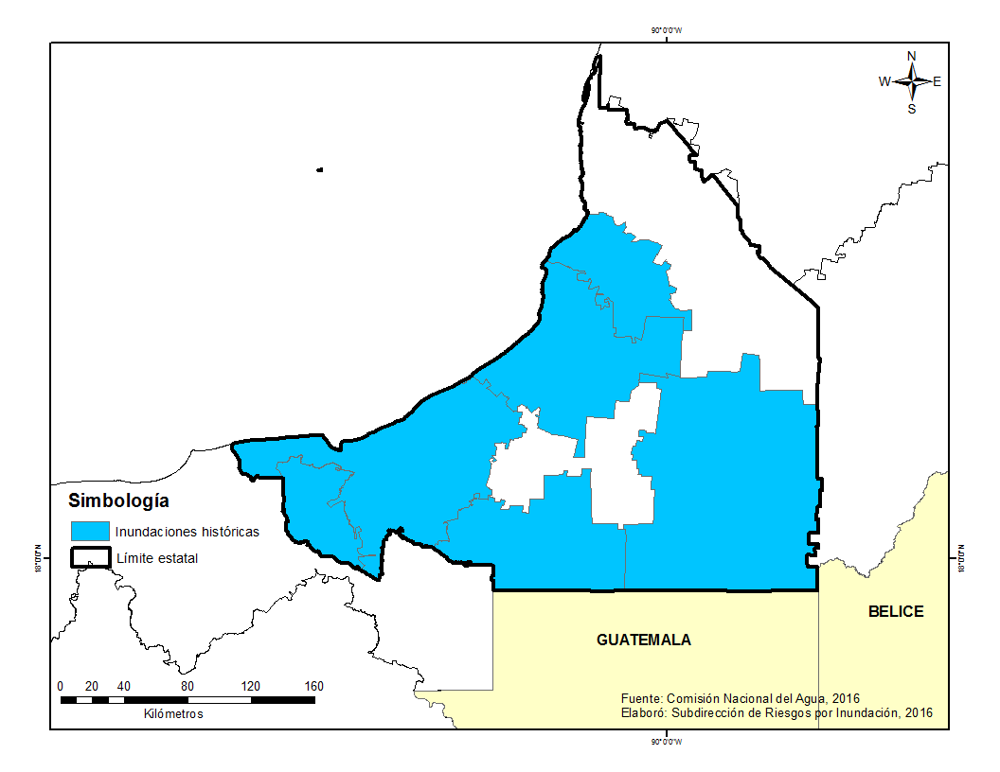 90°0'0"W
N
W E
S
Simbología
Inundaciones históricas
Límite estatal
18°0'0"N
18°0'0"N
BELICE
GUATEMALA
0 20 40 80 120 160
Kilómetros
Fuente: Comisión Nacional del Agua, 2016
Elaboró: Subdirección de Riesgos por Inundación, 2016
90°0'0"W